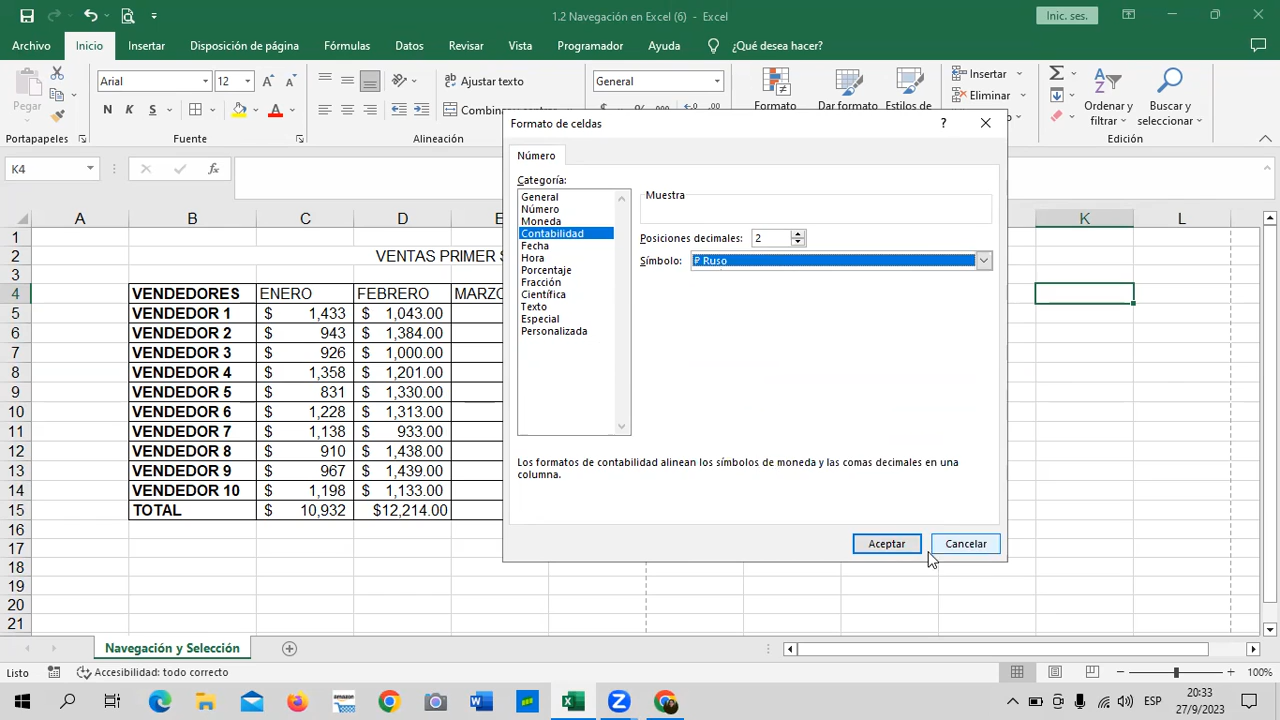 1.2 Navegación en Excel (6) - Excel
Inic. ses.
Archivo Inicio Insertar Disposición de página Fórmulas Datos Revisar Vista Programador Ayuda ¿Qué desea hacer?
Pegar
Arial 12
N K S
Ajustar texto
General
Formato
Dar formato
Estilos de
Insertar
Eliminar
Ordenar y
filtrar
Buscar y
seleccionar
Portapapeles Fuente Alineación Edición
K4 fx
Formato de celdas
Número
Categoría:
General
Número
Moneda
Contabilidad
Fecha
Hora
Porcentaje
Fracción
Científica
Texto
Especial
Personalizada
Muestra
Posiciones decimales: 2
Símbolo: ₽ Ruso
Los formatos de contabilidad alinean los símbolos de moneda y las comas decimales en una
columna.
Aceptar Cancelar
A B C D K L
1
2 VENTAS PRIMER
3
4 VENDEDORES ENERO FEBRERO MARZO
5 VENDEDOR 1 $ 1,433 $ 1,043.00
6 VENDEDOR 2 $ 943 $ 1,384.00
7 VENDEDOR 3 $ 926 $ 1,000.00
8 VENDEDOR 4 $ 1,358 $ 1,201.00
9 VENDEDOR 5 $ 831 $ 1,330.00
10 VENDEDOR 6 $ 1,228 $ 1,313.00
11 VENDEDOR 7 $ 1,138 $ 933.00
12 VENDEDOR 8 $ 910 $ 1,438.00
13 VENDEDOR 9 $ 967 $ 1,439.00
14 VENDEDOR 10 $ 1,198 $ 1,133.00
15 TOTAL $ 10,932 $12,214.00
16
17
18
19
20
21
Navegación y Selección
Listo Accesibilidad: todo correcto 100%
ESP
20:33
27/9/2023